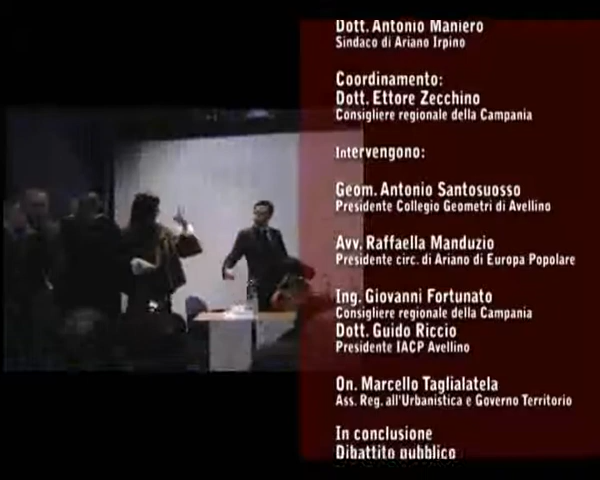 Dott. Antonio Maniero
Sindaco di Ariano Irpino
Coordinamento:
Dott. Ettore Zecchino
Consigliere regionale della Campania
Intervengono:
Geom. Antonio Santosuosso
Presidente Collegio Geometri di Avellino
Avv. Raffaella Manduzio
Presidente circ. di Ariano di Europa Popolare
Ing. Giovanni Fortunato
Consigliere regionale della Campania
Dott. Guido Riccio
Presidente IACP Avellino
On. Marcello Taglialatela
Ass. Reg. all'Urbanistica e Governo Territorio
In conclusione
Dibattito pubblico